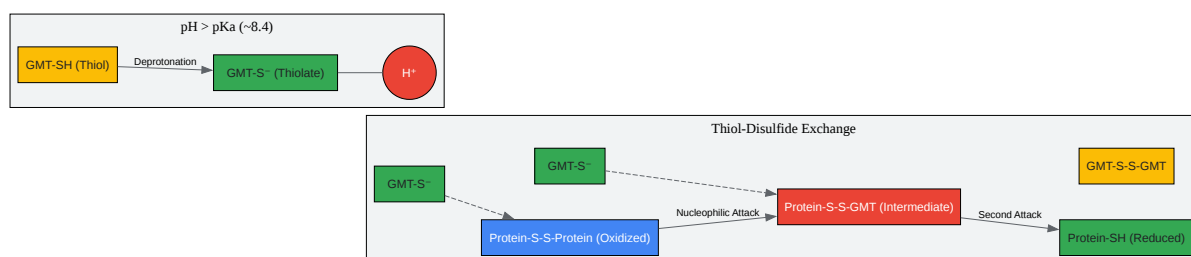 pH > pKa (~8.4)
GMT-SH (Thiol)
Deprotonation
GMT-S⁻ (Thiolate)
H⁺
Thiol-Disulfide Exchange
GMT-S⁻
GMT-S⁻
GMT-S-S-GMT
Protein-S-S-Protein (Oxidized)
Nucleophilic Attack
Protein-S-S-GMT (Intermediate)
Second Attack
Protein-SH (Reduced)